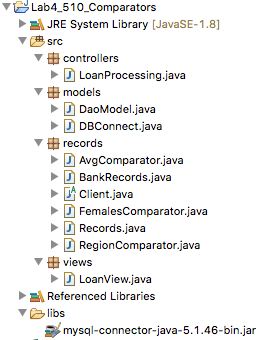 Lab4_510_Comparators
JRE System Library [JavaSE-1.8]
src
controllers
LoanProcessing.java
models
DaoModel.java
DBConnect.java
records
AvgComparator.java
BankRecords.java
Client.java
FemalesComparator.java
Records.java
RegionComparator.java
views
LoanView.java
Referenced Libraries
libs
mysql-connector-java-5.1.46-bin.jar